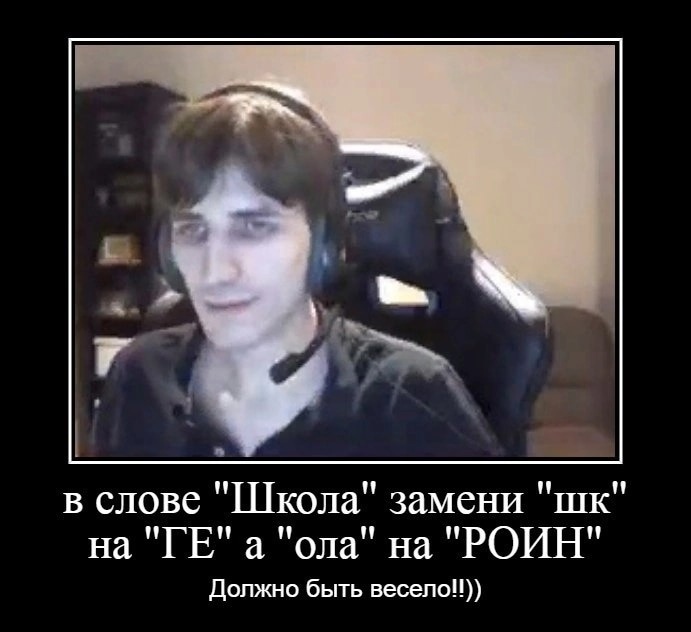 в слове "Школа" замени "шк"
на "ГЕ" а "ола" на "РОИН"
Должно быть весело!!))